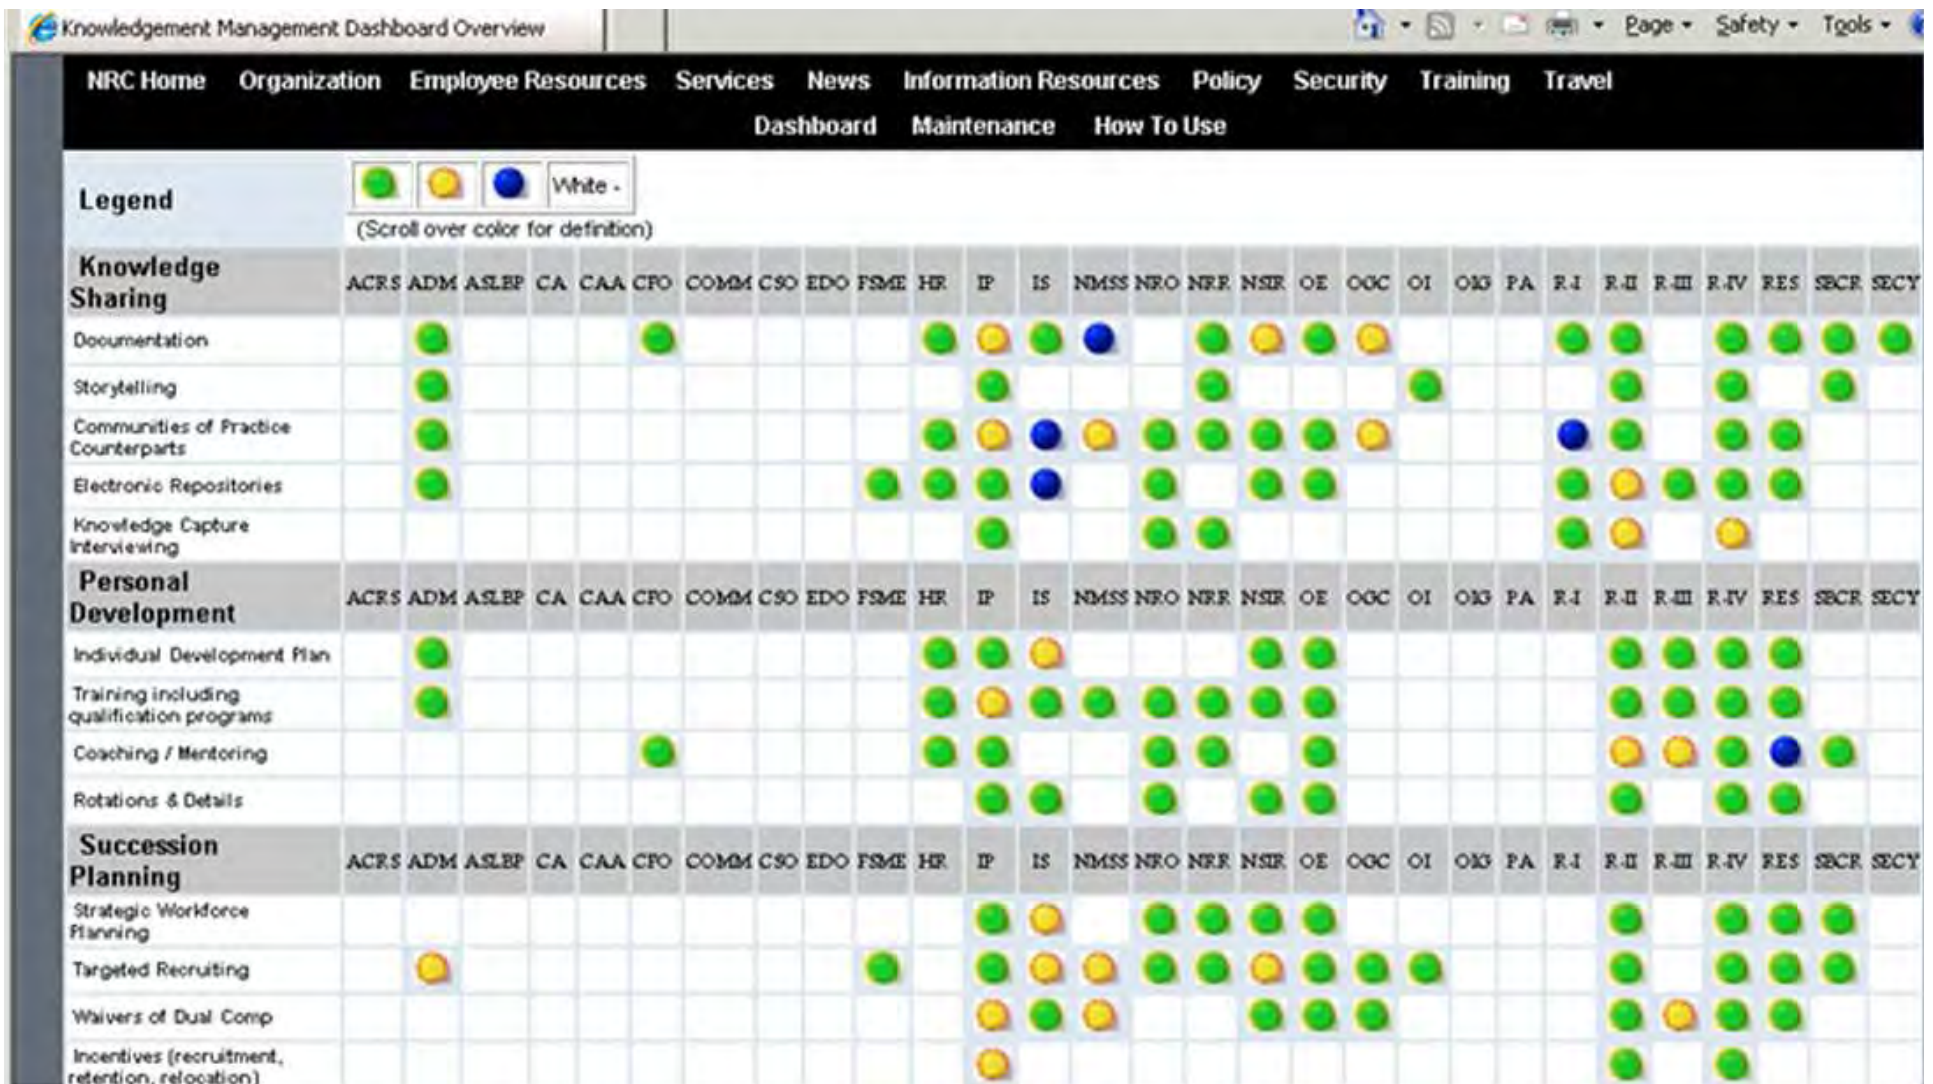 Knowledgement Management Dashboard Overview
Page Safety Tools
NRC Home Organization Employee Resources Services News Information Resources Policy Security Training Travel
Dashboard Maintenance How To Use
Legend
White -
(Scroll over color for definition)
Knowledge
Sharing
ACRS ADM ASLBP CA CAA CFO COMM CSO EDO FSME HR IP IS NMSS NRO NRR NSIR OE OGC OI OIG PA R-I R-II R-III R-IV RES SBCR SECY
Documentation
Storytelling
Communities of Practice
Counterparts
Electronic Repositories
Knowledge Capture
Interviewing
Personal
Development
ACRS ADM ASLBP CA CAA CFO COMM CSO EDO FSME HR IP IS NMSS NRO NRR NSIR OE OGC OI OIG PA R-I R-II R-III R-IV RES SBCR SECY
Individual Development Plan
Training including
qualification programs
Coaching / Mentoring
Rotations & Details
Succession
Planning
ACRS ADM ASLBP CA CAA CFO COMM CSO EDO FSME HR IP IS NMSS NRO NRR NSIR OE OGC OI OIG PA R-I R-II R-III R-IV RES SBCR SECY
Strategic Workforce
Planning
Targeted Recruiting
Waivers of Dual Comp
Incentives (recruitment,
retention, relocation)